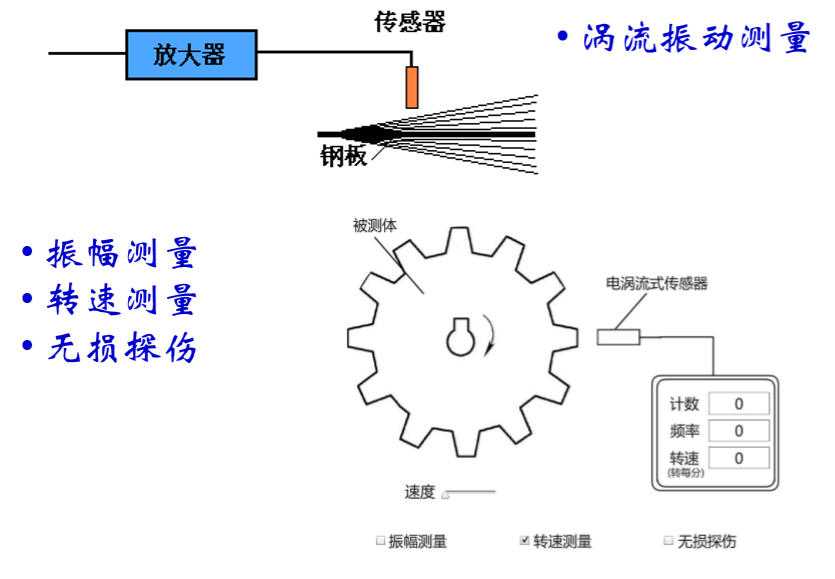 传感器
• 涡流振动测量
放大器
钢板
• 振幅测量
• 转速测量
• 无损探伤
被测体
电涡流式传感器
计数 0
频率 0
转速 0
(转每分)
速度
振幅测量
转速测量
无损探伤